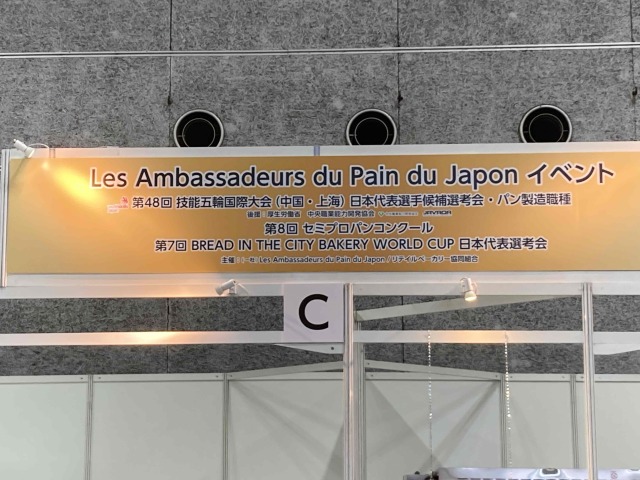 Les Ambassadeurs du Pain du Japon イベント
第48回 技能五輪国際大会（中国・上海）日本代表選手候補選考会・パン製造職種
後援：厚生労働省 中央職業能力開発協会 JAVADA
第8回 セミプロパンコンクール
第7回 BREAD IN THE CITY BAKERY WORLD CUP 日本代表選考会
主催：(一社) Les Ambassadeurs du Pain du Japon / リテイルベーカリー協同組合
C